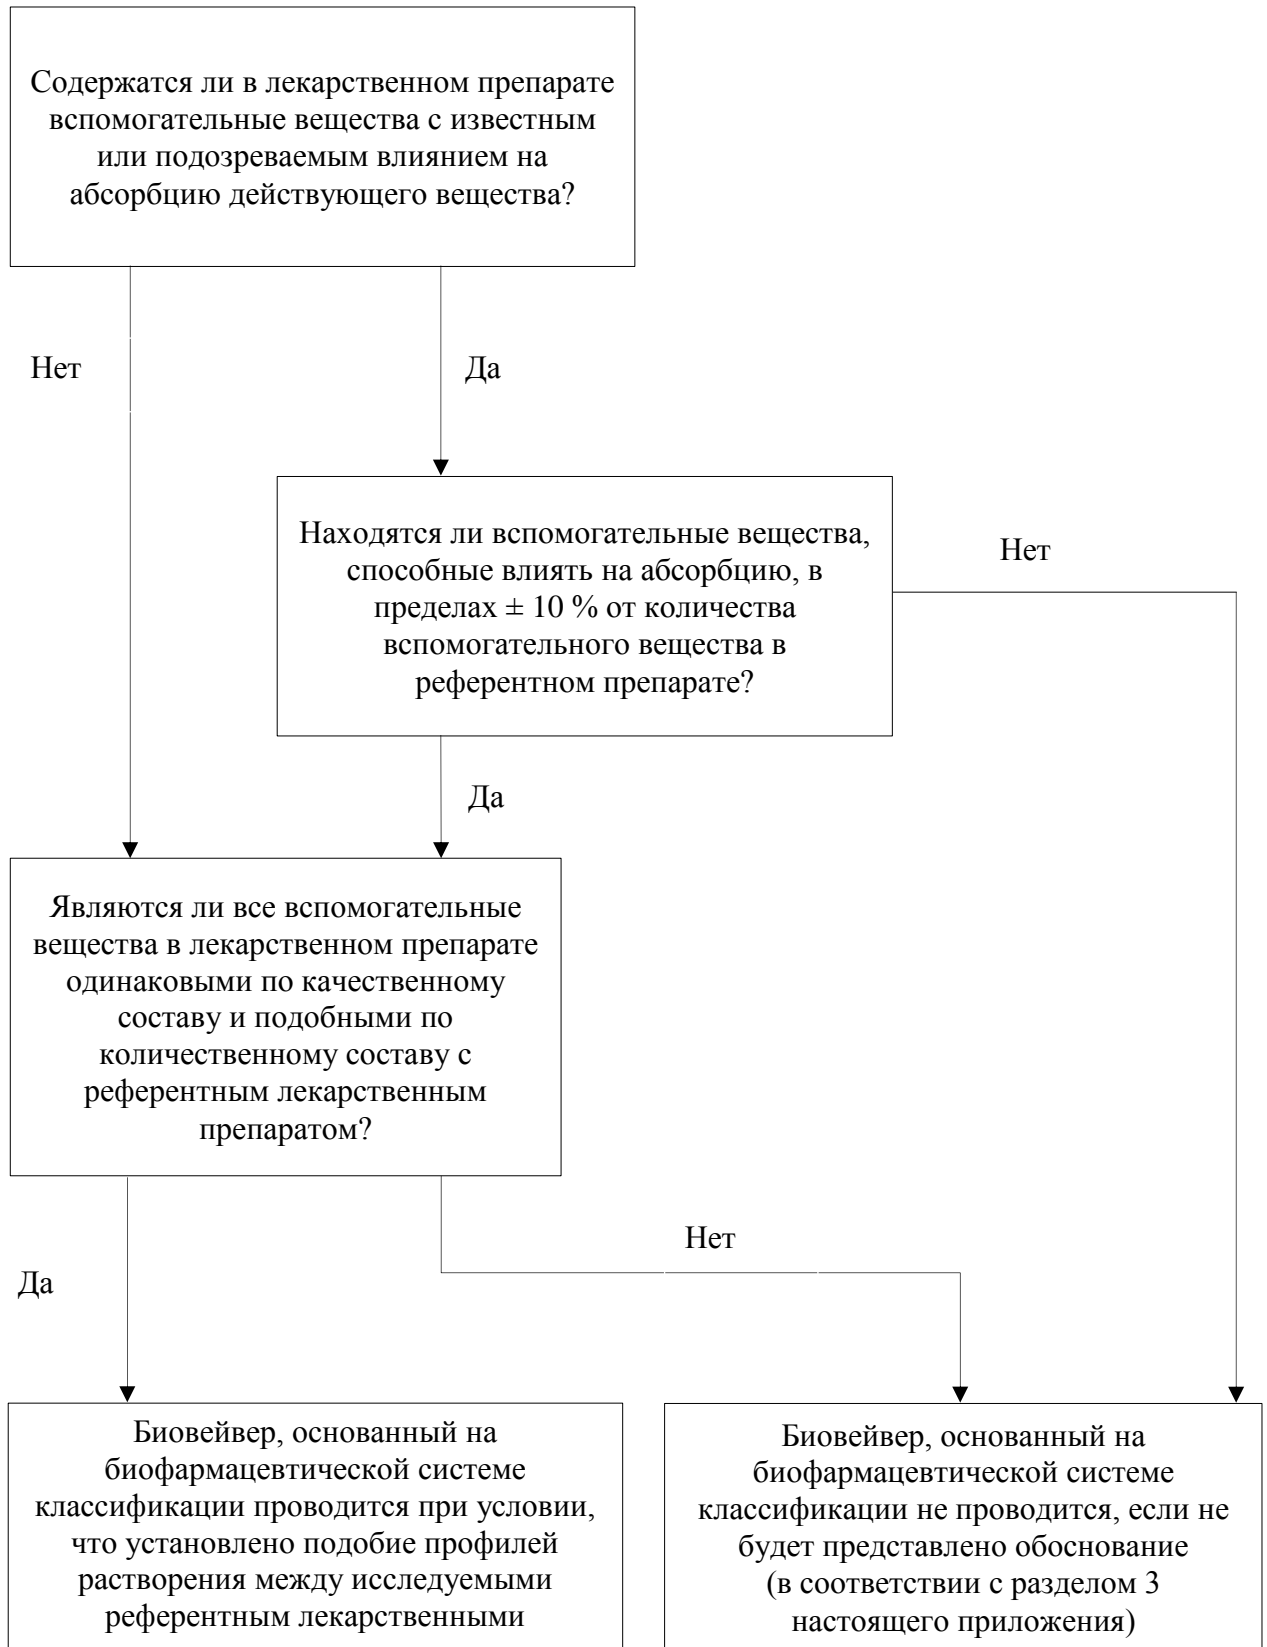 Содержатся ли в лекарственном препарате
вспомогательные вещества с известным
или подозреваемым влиянием на
абсорбцию действующего вещества?
Нет
Да
Находятся ли вспомогательные вещества,
способные влиять на абсорбцию, в
пределах ± 10 % от количества
вспомогательного вещества в
референтном препарате?
Нет
Да
Являются ли все вспомогательные
вещества в лекарственном препарате
одинаковыми по качественному
составу и подобными по
количественному составу с
референтным лекарственным
препаратом?
Нет
Да
Биовейвер, основанный на
биофармацевтической системе
классификации проводится при условии,
что установлено подобие профилей
растворения между исследуемыми
референтным лекарственными
Биовейвер, основанный на
биофармацевтической системе
классификации не проводится, если не
будет представлено обоснование
(в соответствии с разделом 3
настоящего приложения)